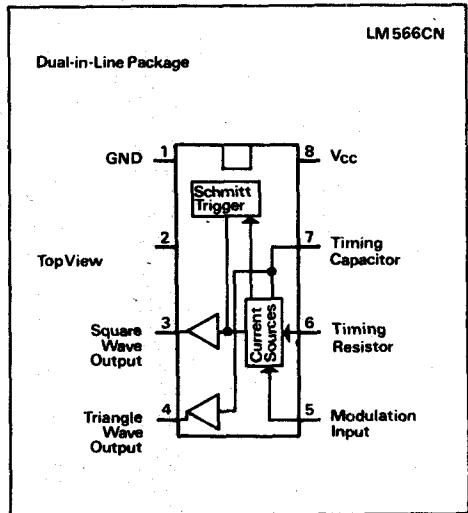 LM566CN
Dual-in-Line Package
GND 1
8 VCC
Schmitt
Trigger
2
7 Timing
Capacitor
Top View
Square
Wave
Output
3
Current
Sources
6 Timing
Resistor
Triangle
Wave
Output
4
5 Modulation
Input